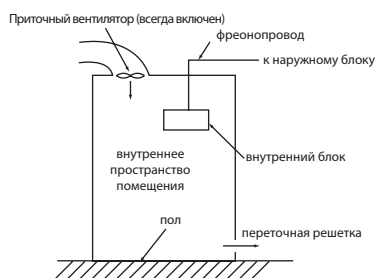 Приточный вентилятор (всегда включен)
фреонопровод
к наружному блоку
внутреннее
пространство
помещения
внутренний блок
пол
переточная решетка